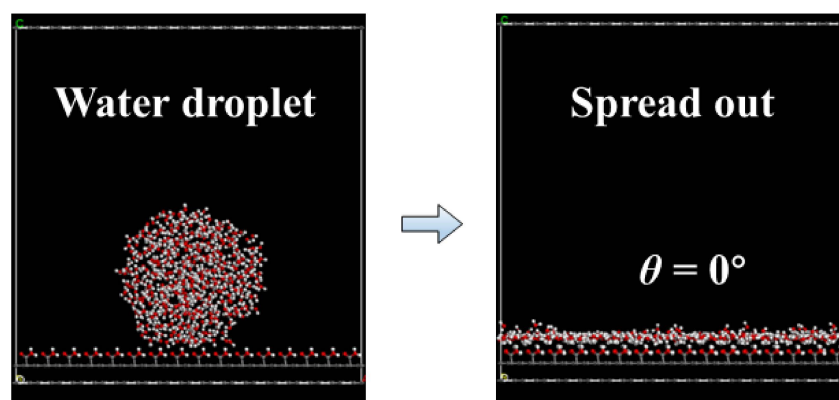 C
C
Water droplet
Spread out
θ = 0°